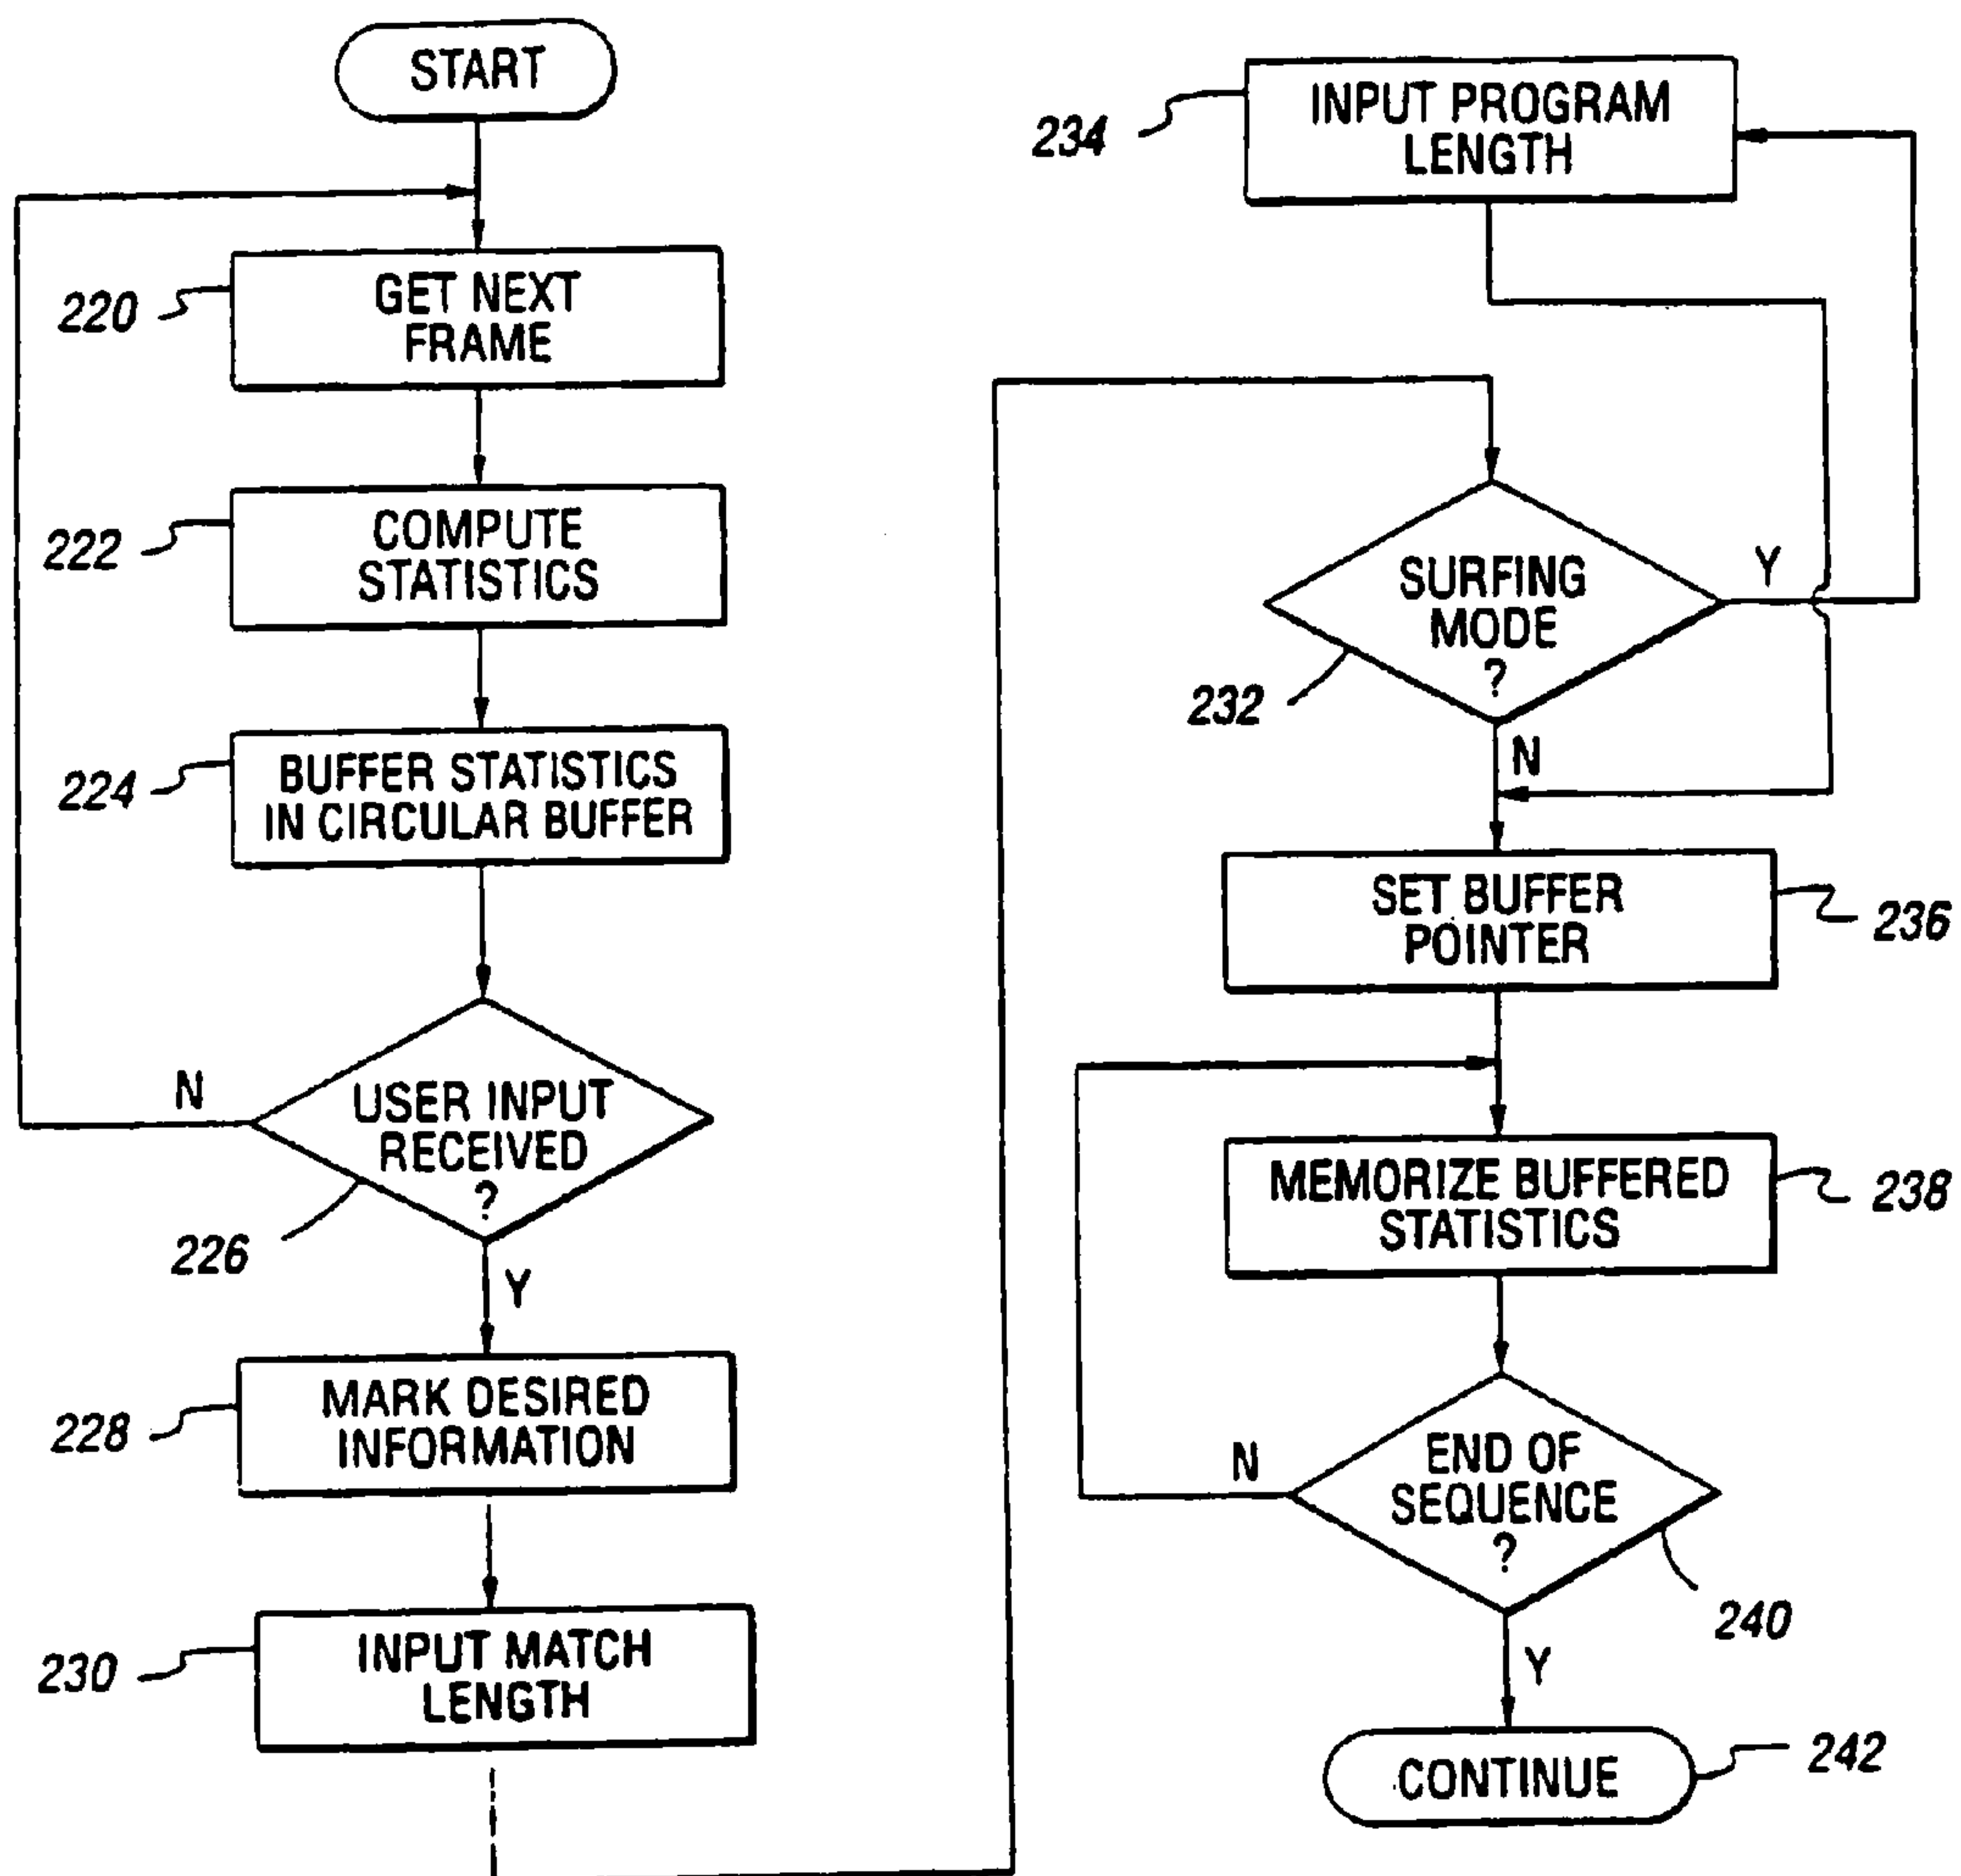 START
220
GET NEXT
FRAME
222
COMPUTE
STATISTICS
224
BUFFER STATISTICS
IN CIRCULAR BUFFER
N
USER INPUT
RECEIVED
?
226
Y
228
MARK DESIRED
INFORMATION
230
INPUT MATCH
LENGTH
234
INPUT PROGRAM
LENGTH
SURFING
MODE
?
Y
232
N
SET BUFFER
POINTER
236
MEMORIZE BUFFERED
STATISTICS
238
N
END OF
SEQUENCE
?
240
Y
CONTINUE
242